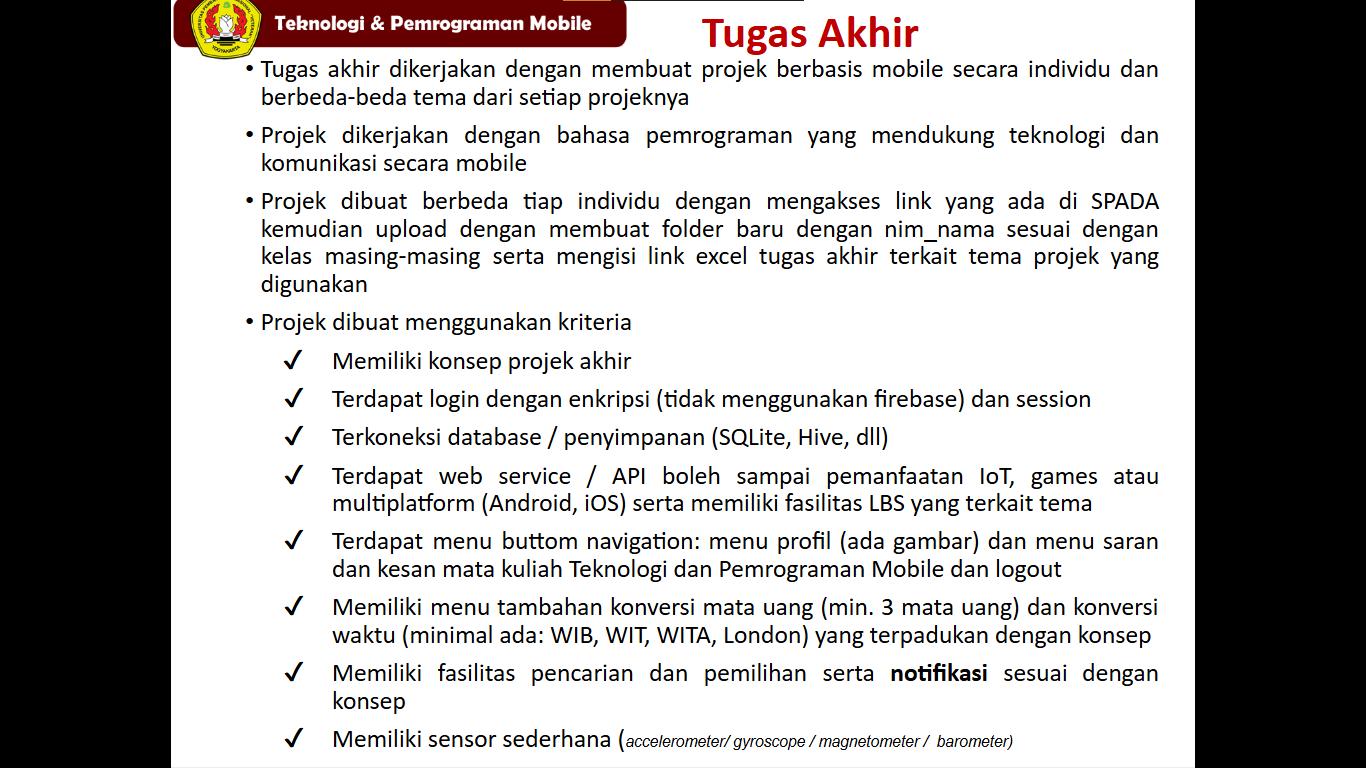 Teknologi & Pemrograman Mobile
Tugas Akhir
• Tugas akhir dikerjakan dengan membuat projek berbasis mobile secara individu dan
berbeda-beda tema dari setiap projeknya
• Projek dikerjakan dengan bahasa pemrograman yang mendukung teknologi dan
komunikasi secara mobile
• Projek dibuat berbeda tiap individu dengan mengakses link yang ada di SPADA
kemudian upload dengan membuat folder baru dengan nim_nama sesuai dengan
kelas masing-masing serta mengisi link excel tugas akhir terkait tema projek yang
digunakan
• Projek dibuat menggunakan kriteria
✓ Memiliki konsep projek akhir
✓ Terdapat login dengan enkripsi (tidak menggunakan firebase) dan session
✓ Terkoneksi database / penyimpanan (SQLite, Hive, dll)
✓ Terdapat web service / API boleh sampai pemanfaatan IoT, games atau
multiplatform (Android, iOS) serta memiliki fasilitas LBS yang terkait tema
✓ Terdapat menu buttom navigation: menu profil (ada gambar) dan menu saran
dan kesan mata kuliah Teknologi dan Pemrograman Mobile dan logout
✓ Memiliki menu tambahan konversi mata uang (min. 3 mata uang) dan konversi
waktu (minimal ada: WIB, WIT, WITA, London) yang terpadukan dengan konsep
✓ Memiliki fasilitas pencarian dan pemilihan serta notifikasi sesuai dengan
konsep
✓ Memiliki sensor sederhana (accelerometer/ gyroscope / magnetometer / barometer)